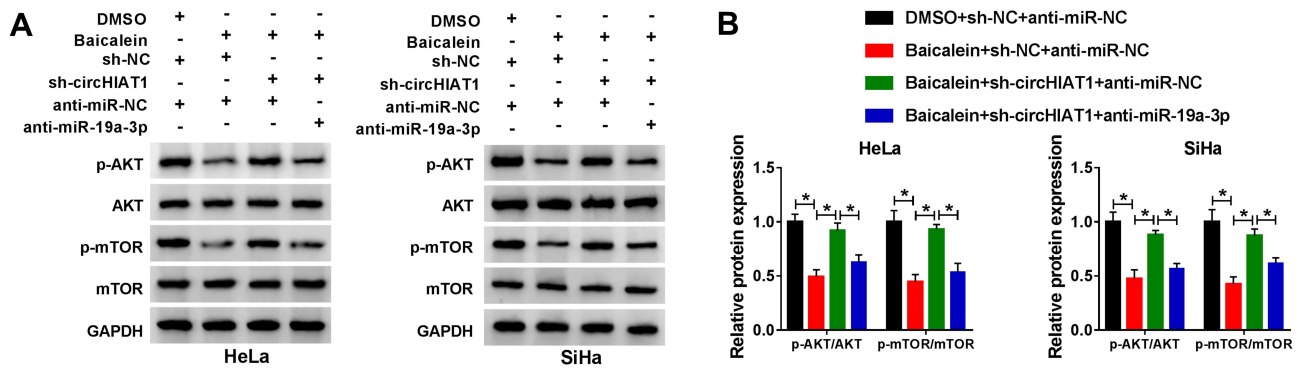 A
DMSO + - - -
Baicalein - + + +
sh-NC + + - -
sh-circHIAT1 - - + +
anti-miR-NC + + + -
anti-miR-19a-3p - - - +
p-AKT
AKT
p-mTOR
mTOR
GAPDH
HeLa
DMSO + - - -
Baicalein - + + +
sh-NC + + - -
sh-circHIAT1 - - + +
anti-miR-NC + + + -
anti-miR-19a-3p - - - +
p-AKT
AKT
p-mTOR
mTOR
GAPDH
SiHa
B
DMSO+sh-NC+anti-miR-NC
Baicalein+sh-NC+anti-miR-NC
Baicalein+sh-circHIAT1+anti-miR-NC
Baicalein+sh-circHIAT1+anti-miR-19a-3p
HeLa
Relative protein expression
1.5
1.0
0.5
0.0
* * * * * *
p-AKT/AKT p-mTOR/mTOR
SiHa
Relative protein expression
1.5
1.0
0.5
0.0
* * * * * *
p-AKT/AKT p-mTOR/mTOR